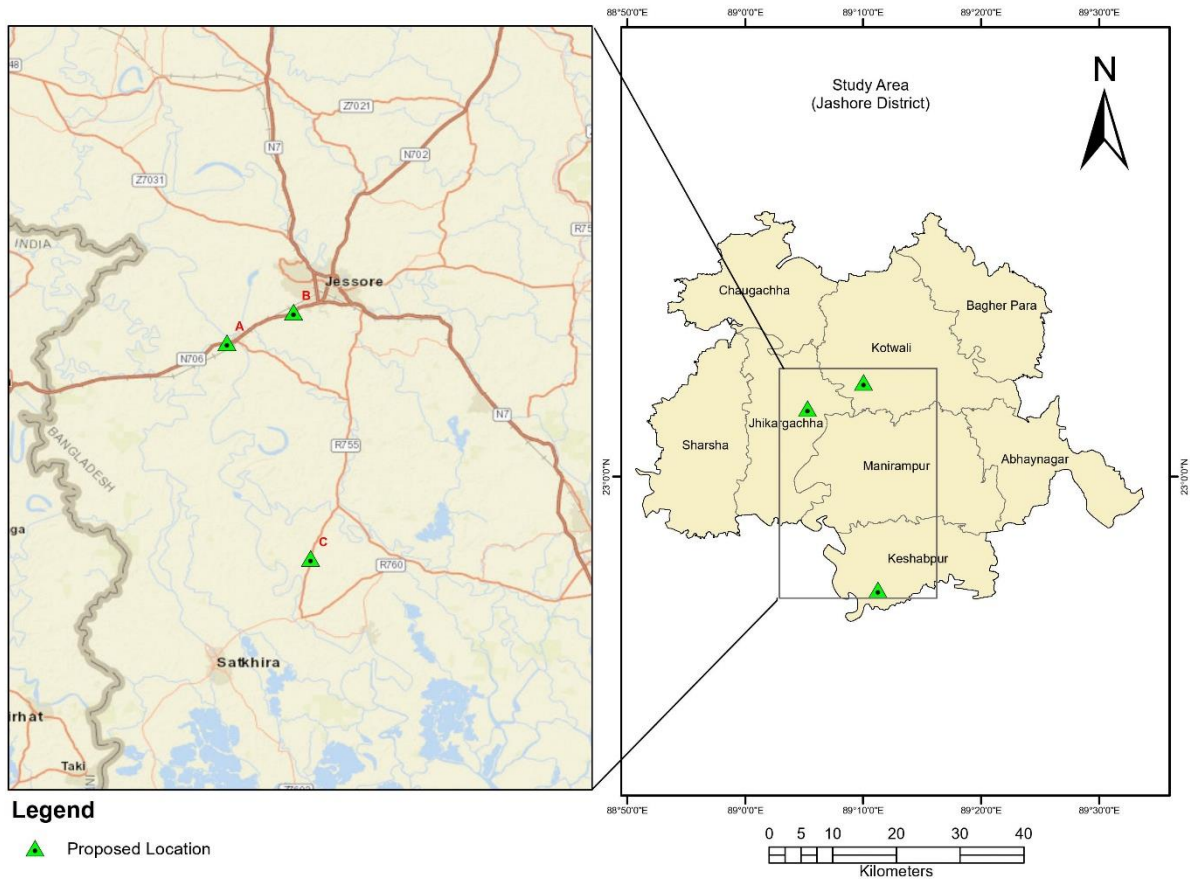 48
Z7021
N7
N702
Z7031
R75
INDIA
Jessore
B
A
N706
N7
BANGLADESH
R755
nga
C
R760
Satkhira
irhat
Taki
Legend
Proposed Location
88°50'0"E
89°0'0"E
89°10'0"E
89°20'0"E
89°30'0"E
Study Area
(Jashore District)
N
Chaugachha
Bagher Para
Kotwali
Jhikargachha
Sharsha
Manirampur
Abhaynagar
23°0'0"N
23°0'0"N
Keshabpur
88°50'0"E
89°0'0"E
89°10'0"E
89°20'0"E
89°30'0"E
0 5 10 20 30 40
Kilometers